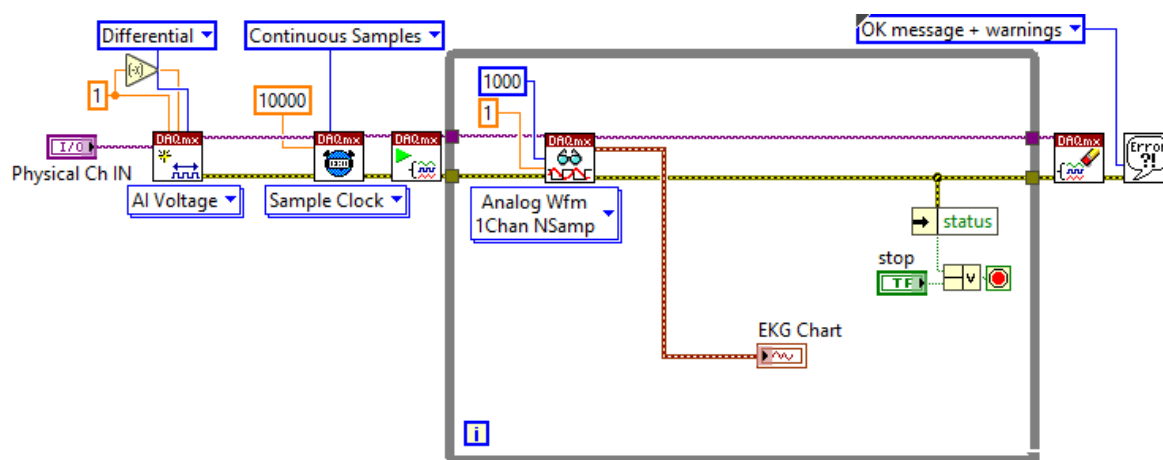 Differential
Continuous Samples
OK message + warnings
(-x)
1
10000
1000
1
DAQmx
DAQmx
DAQmx
DAQmx
DAQmx
I/O
Error
?!
Physical Ch IN
AI Voltage
Sample Clock
Analog Wfm
1Chan NSamp
status
stop
TF
V
EKG Chart
i